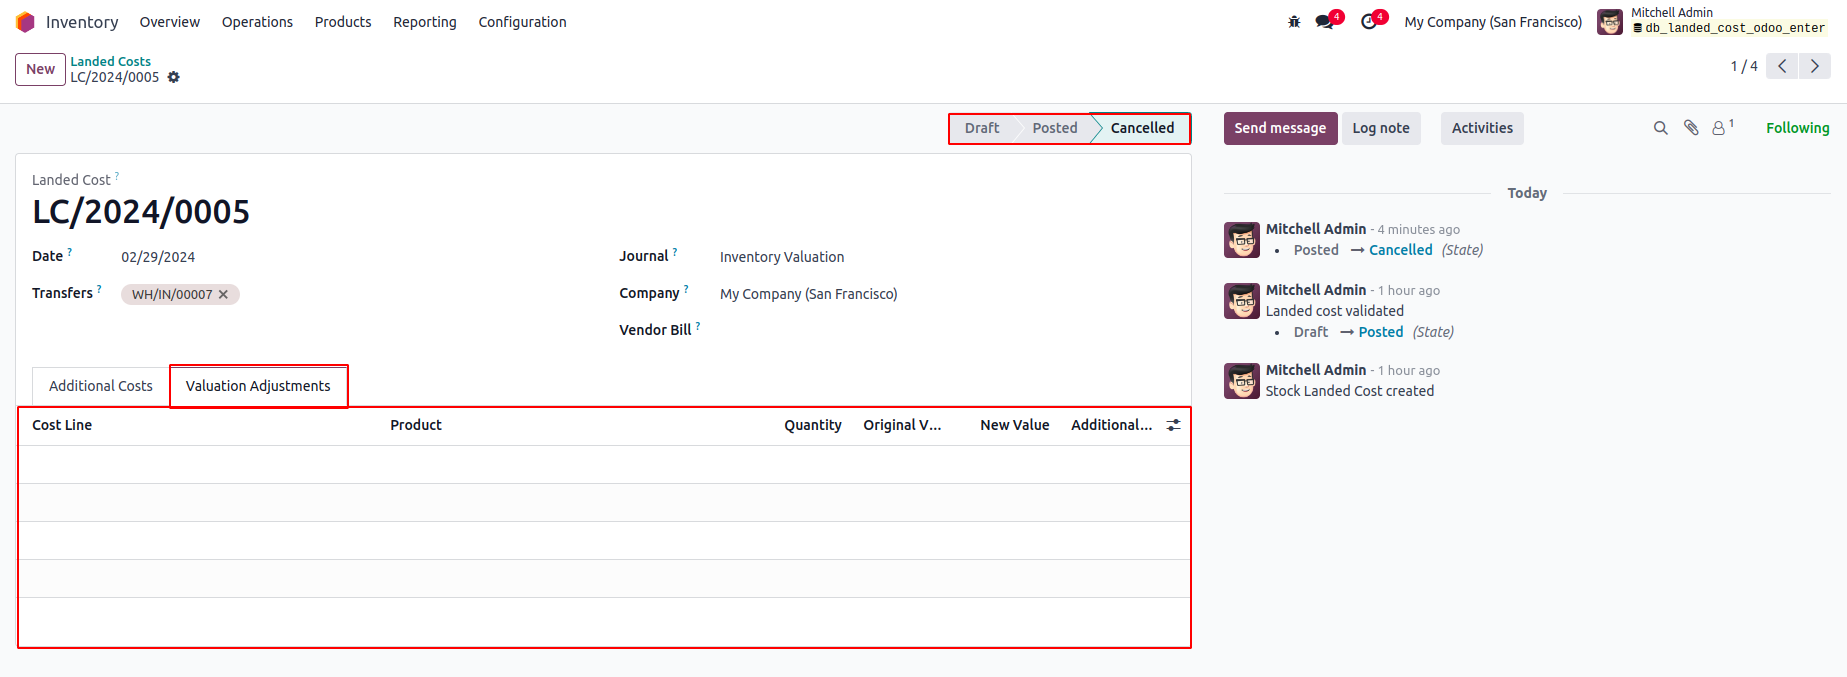 Inventory Overview Operations Products Reporting Configuration 4 4 My Company (San Francisco) Mitchell Admin
db_landed_cost_odoo_enter
New Landed Costs
LC/2024/0005
1 / 4
Draft Posted Cancelled
Send message Log note Activities 1 Following
Landed Cost ?
LC/2024/0005
Date ? 02/29/2024
Journal ? Inventory Valuation
Transfers ? WH/IN/00007 ×
Company ? My Company (San Francisco)
Vendor Bill ?
Additional Costs Valuation Adjustments
Cost Line Product Quantity Original V... New Value Additional...
Today
Mitchell Admin - 4 minutes ago
• Posted → Cancelled (State)
Mitchell Admin - 1 hour ago
Landed cost validated
• Draft → Posted (State)
Mitchell Admin - 1 hour ago
Stock Landed Cost created